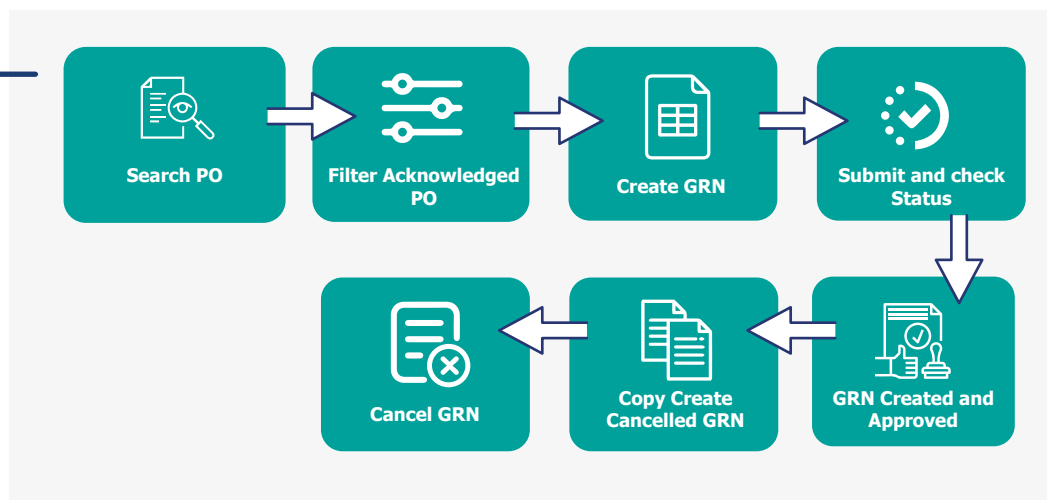 Search PO
Filter Acknowledged
PO
Create GRN
Submit and check
Status
Cancel GRN
Copy Create
Cancelled GRN
GRN Created and
Approved